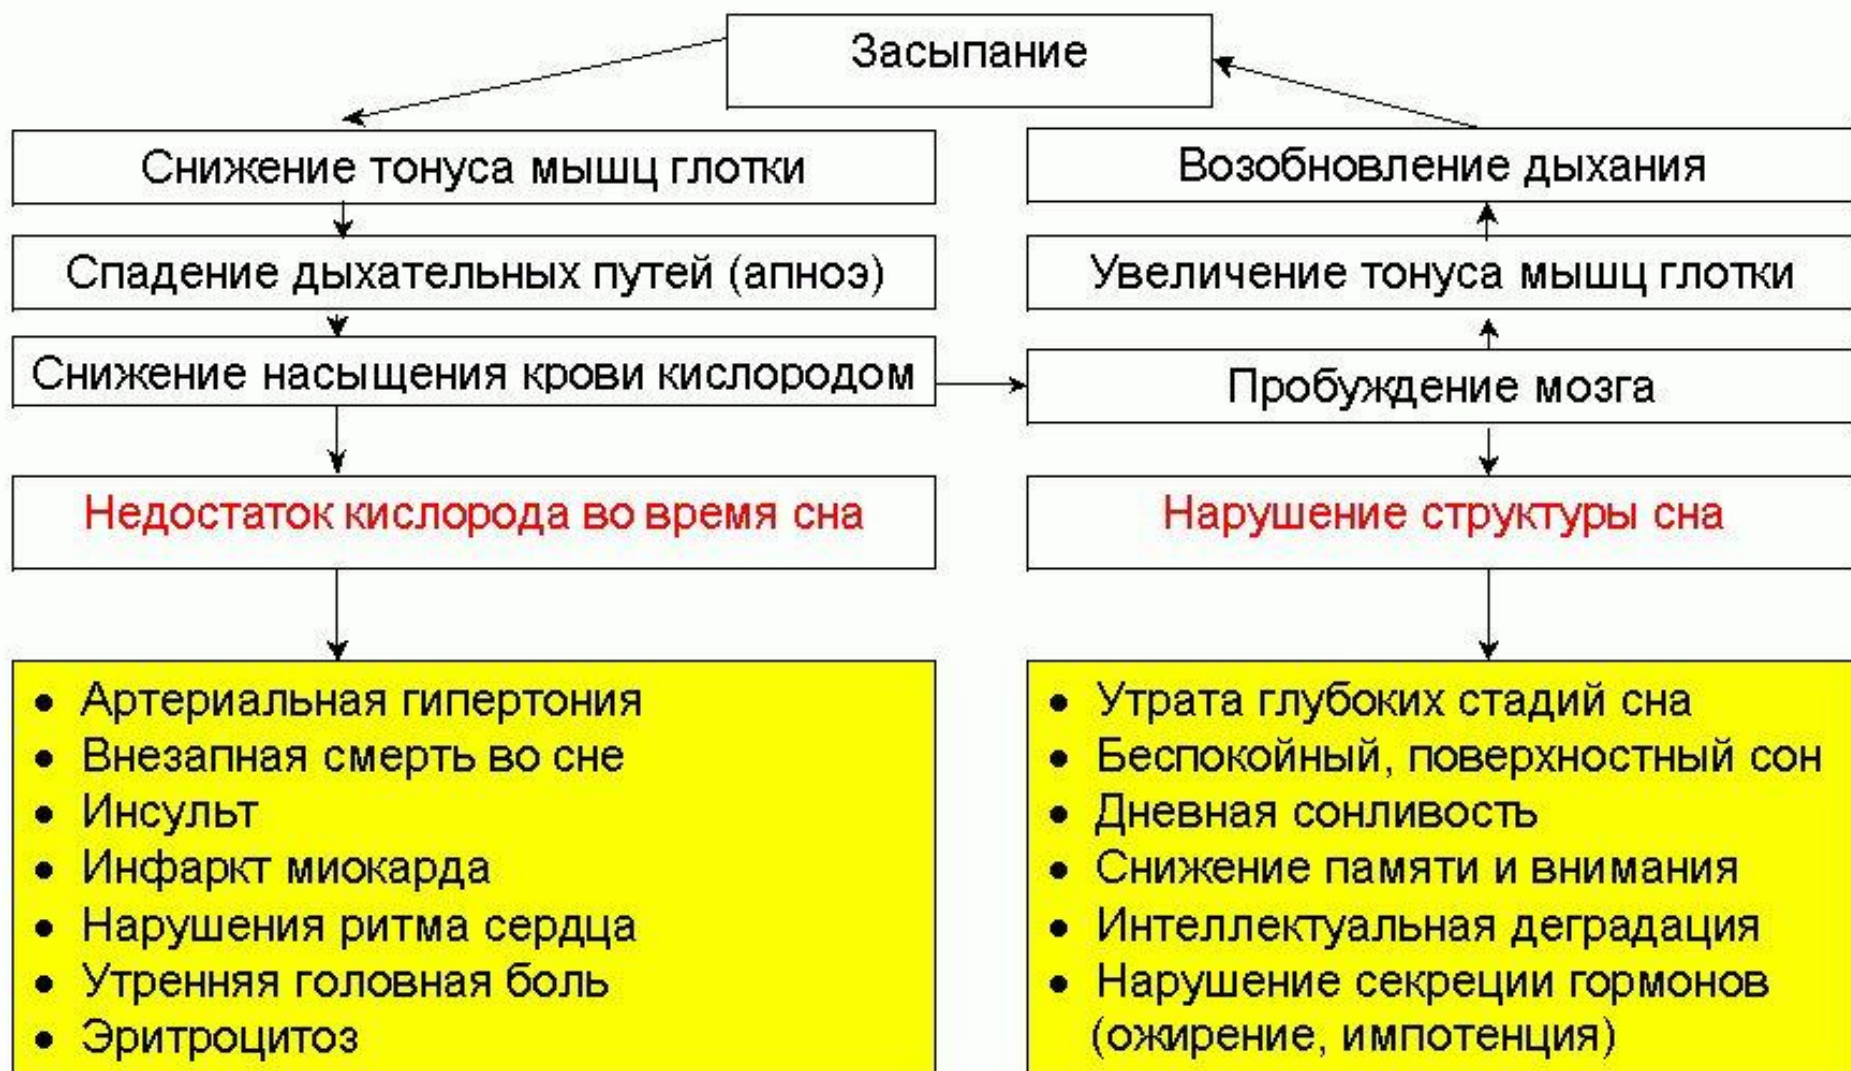 Засыпание
Снижение тонуса мышц глотки
Спадение дыхательных путей (апноэ)
Снижение насыщения крови кислородом
Недостаток кислорода во время сна
• Артериальная гипертония
• Внезапная смерть во сне
• Инсульт
• Инфаркт миокарда
• Нарушения ритма сердца
• Утренняя головная боль
• Эритроцитоз
Возобновление дыхания
Увеличение тонуса мышц глотки
Пробуждение мозга
Нарушение структуры сна
• Утрата глубоких стадий сна
• Беспокойный, поверхностный сон
• Дневная сонливость
• Снижение памяти и внимания
• Интеллектуальная деградация
• Нарушение секреции гормонов
(ожирение, импотенция)